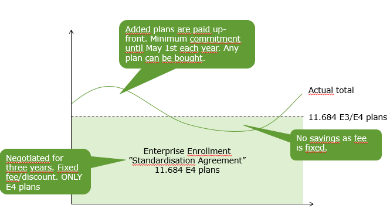 Added plans are paid up-
front. Minimum commitment
until May 1st each year. Any
plan can be bought.
Actual total
11.684 E3/E4 plans
No savings as fee
is fixed.
Enterprise Enrollment
"Standardisation Agreement"
11.684 E4 plans
Negotiated for
three years. Fixed
fee/discount. ONLY
E4 plans